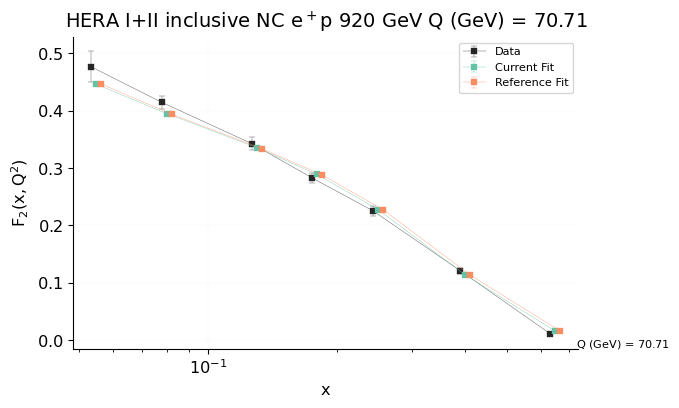 HERA I+II inclusive NC e⁺p 920 GeV Q (GeV) = 70.71
Data
Current Fit
Reference Fit
F₂(x, Q²)
0.5
0.4
0.3
0.2
0.1
0.0
10⁻¹
x
Q (GeV) = 70.71